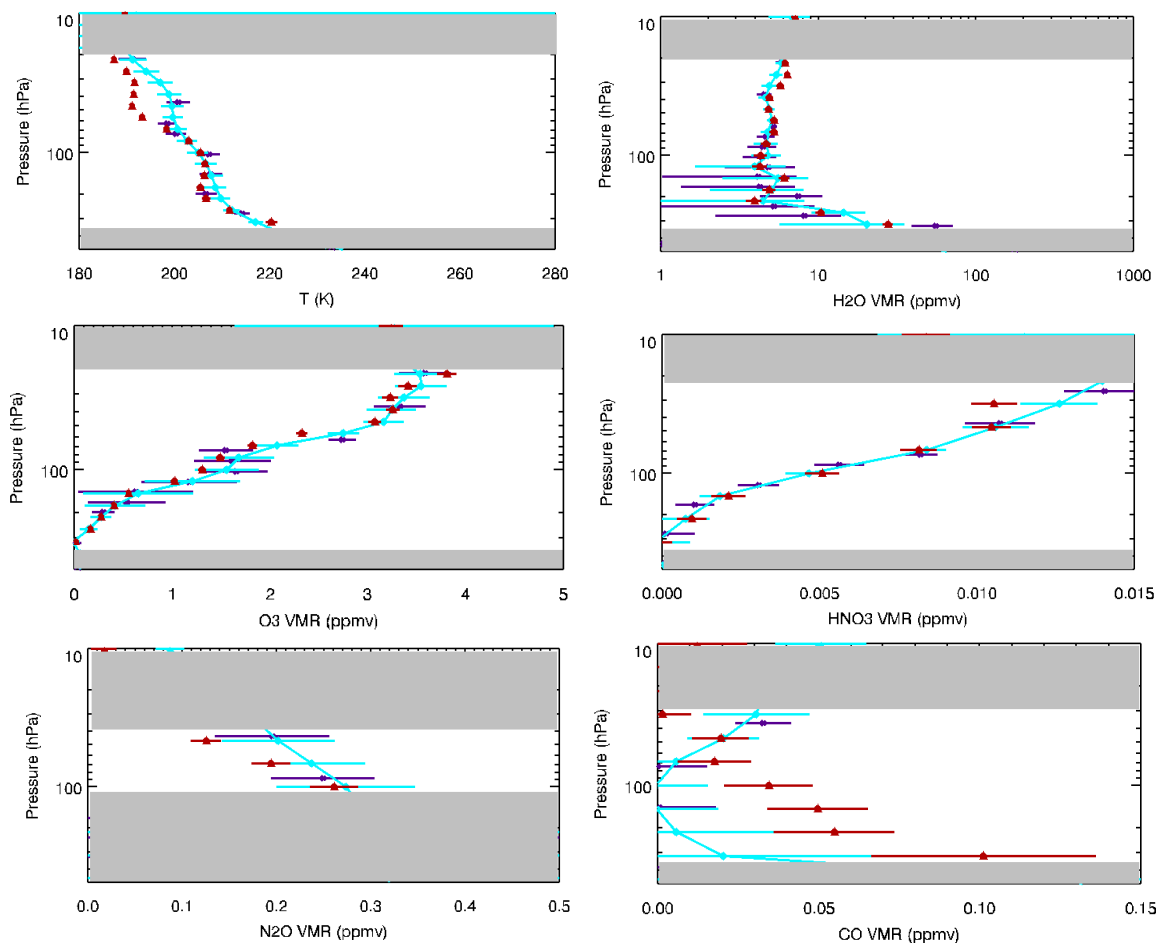 10
100
Pressure (hPa)
180 200 220 240 260 280
T (K)
10
100
Pressure (hPa)
1 10 100 1000
H2O VMR (ppmv)
10
100
Pressure (hPa)
0 1 2 3 4 5
O3 VMR (ppmv)
10
100
Pressure (hPa)
0.000 0.005 0.010 0.015
HNO3 VMR (ppmv)
10
100
Pressure (hPa)
0.0 0.1 0.2 0.3 0.4 0.5
N2O VMR (ppmv)
10
100
Pressure (hPa)
0.00 0.05 0.10 0.15
CO VMR (ppmv)